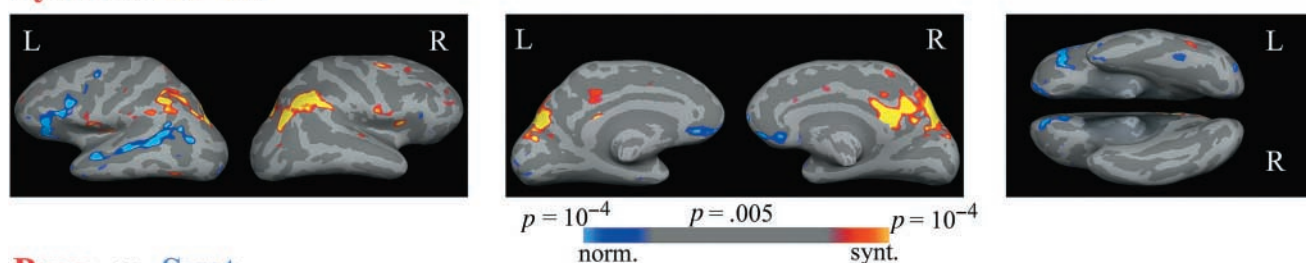 L R L R L
R
p = 10⁻⁴ p = .005 p = 10⁻⁴
norm. synt.